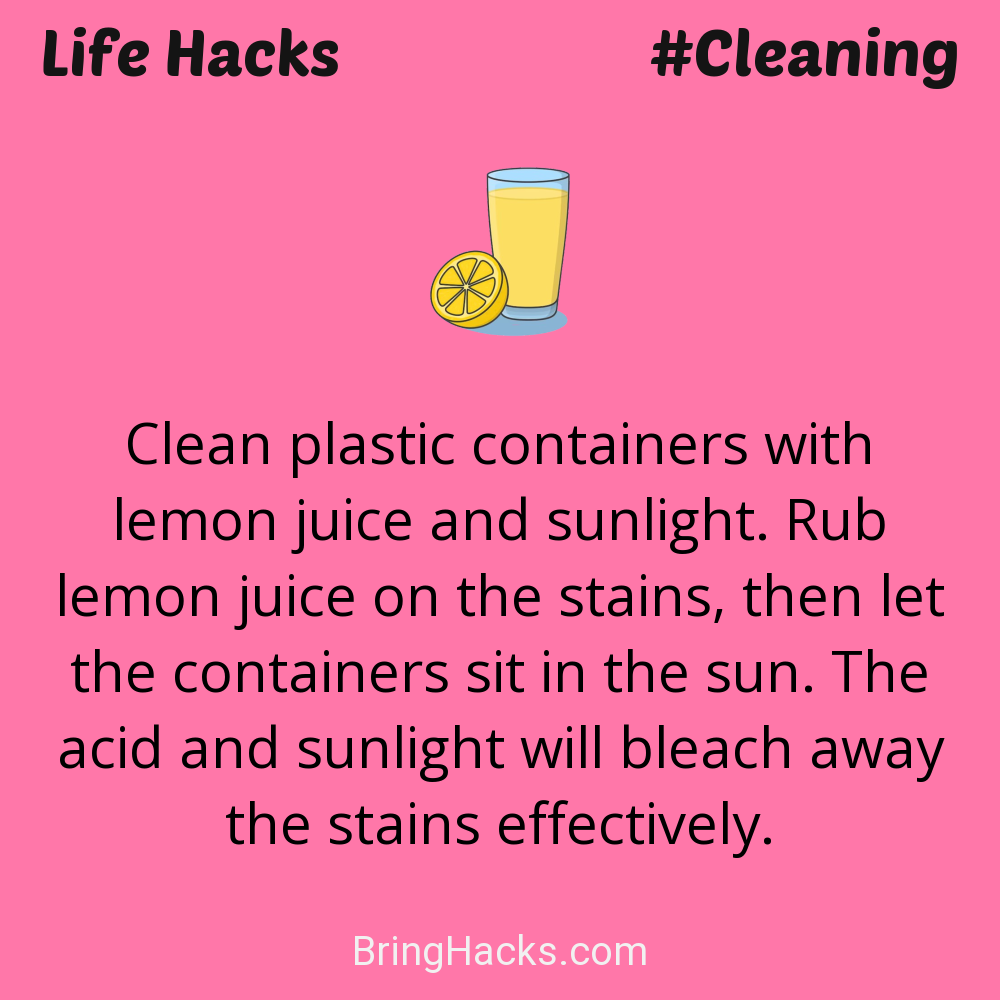 Life Hacks
#Cleaning
Clean plastic containers with
lemon juice and sunlight. Rub
lemon juice on the stains, then let
the containers sit in the sun. The
acid and sunlight will bleach away
the stains effectively.
BringHacks.com